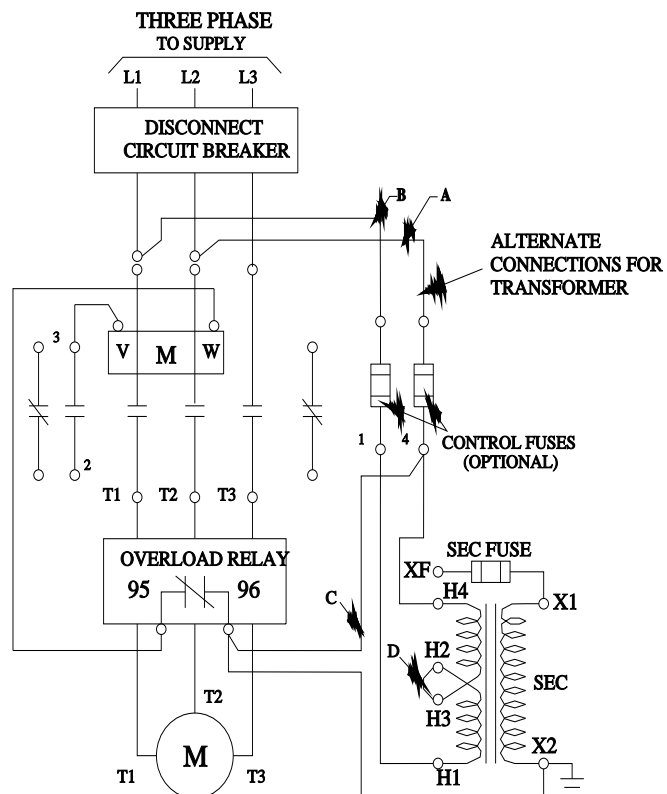 THREE PHASE
TO SUPPLY
L1 L2 L3
DISCONNECT
CIRCUIT BREAKER
B A
ALTERNATE
CONNECTIONS FOR
TRANSFORMER
3
V M W
2
1 4
CONTROL FUSES
(OPTIONAL)
T1 T2 T3
OVERLOAD RELAY
95 96
SEC FUSE
XF
H4 X1
C
D H2
SEC
H3
T2
M
X2
T1 T3
H1